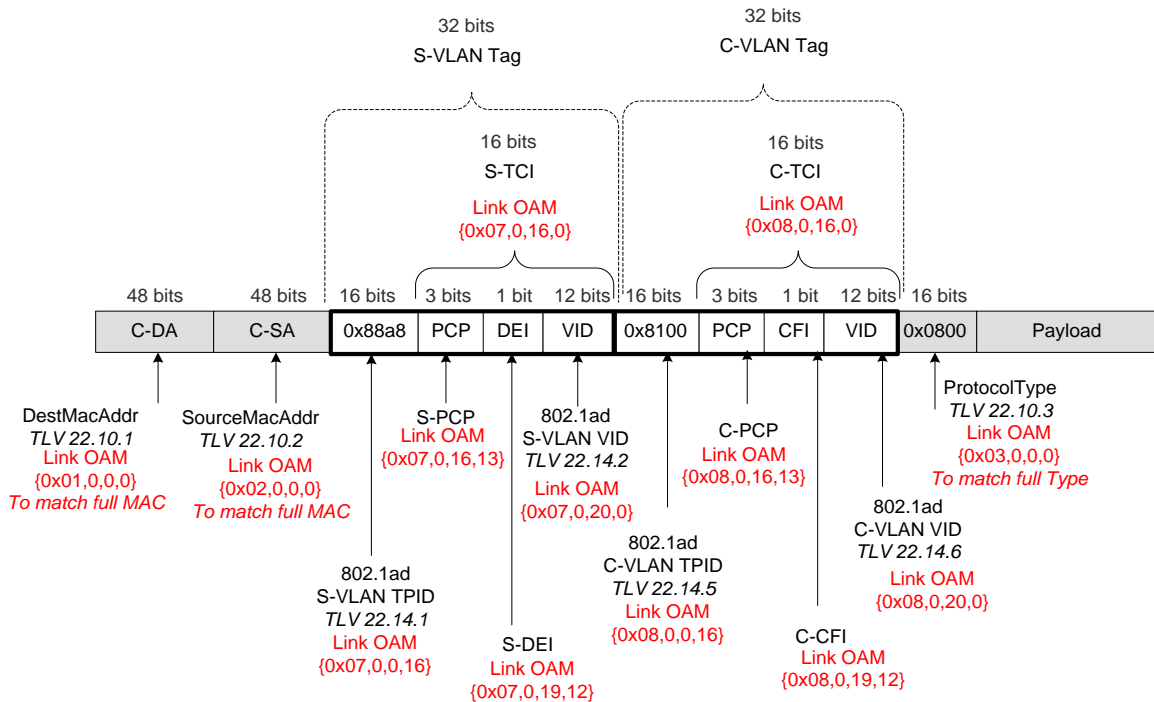 32 bits
S-VLAN Tag
32 bits
C-VLAN Tag
16 bits
S-TCI
Link OAM
{0x07,0,16,0}
16 bits
C-TCI
Link OAM
{0x08,0,16,0}
48 bits 48 bits 16 bits 3 bits 1 bit 12 bits 16 bits 3 bits 1 bit 12 bits 16 bits
C-DA C-SA 0x88a8 PCP DEI VID 0x8100 PCP CFI VID 0x0800 Payload
DestMacAddr
TLV 22.10.1
Link OAM
{0x01,0,0,0}
To match full MAC
SourceMacAddr
TLV 22.10.2
Link OAM
{0x02,0,0,0}
To match full MAC
802.1ad
S-VLAN TPID
TLV 22.14.1
Link OAM
{0x07,0,0,16}
S-PCP
Link OAM
{0x07,0,16,13}
S-DEI
Link OAM
{0x07,0,19,12}
802.1ad
S-VLAN VID
TLV 22.14.2
Link OAM
{0x07,0,20,0}
802.1ad
C-VLAN TPID
TLV 22.14.5
Link OAM
{0x08,0,0,16}
C-PCP
Link OAM
{0x08,0,16,13}
C-CFI
Link OAM
{0x08,0,19,12}
802.1ad
C-VLAN VID
TLV 22.14.6
Link OAM
{0x08,0,20,0}
ProtocolType
TLV 22.10.3
Link OAM
{0x03,0,0,0}
To match full Type